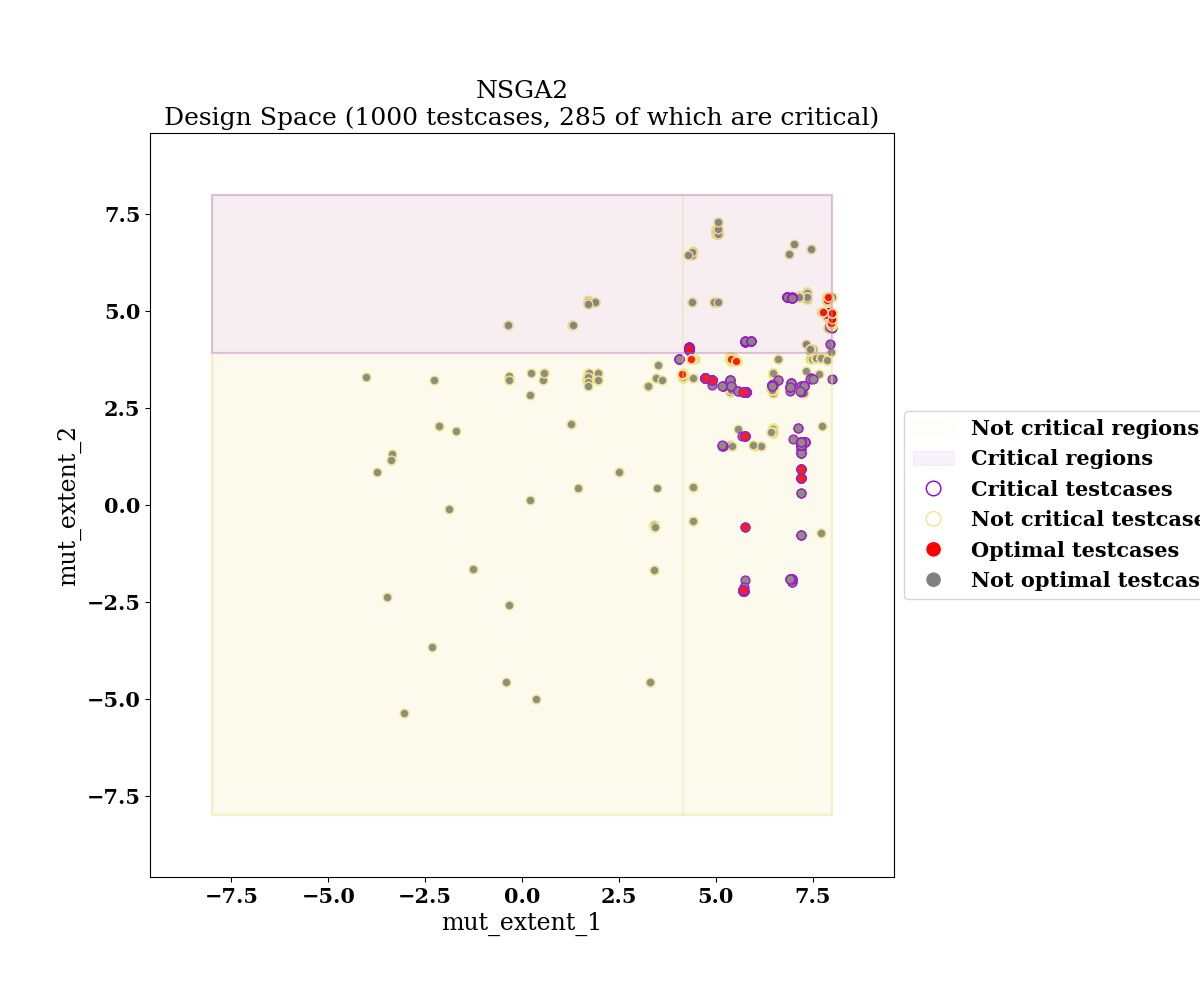 NSGA2
Design Space (1000 testcases, 285 of which are critical)
7.5
5.0
2.5
0.0
−2.5
−5.0
−7.5
mut_extent_2
−7.5 −5.0 −2.5 0.0 2.5 5.0 7.5
mut_extent_1
Not critical regions
Critical regions
Critical testcases
Not critical testcase
Optimal testcases
Not optimal testcas